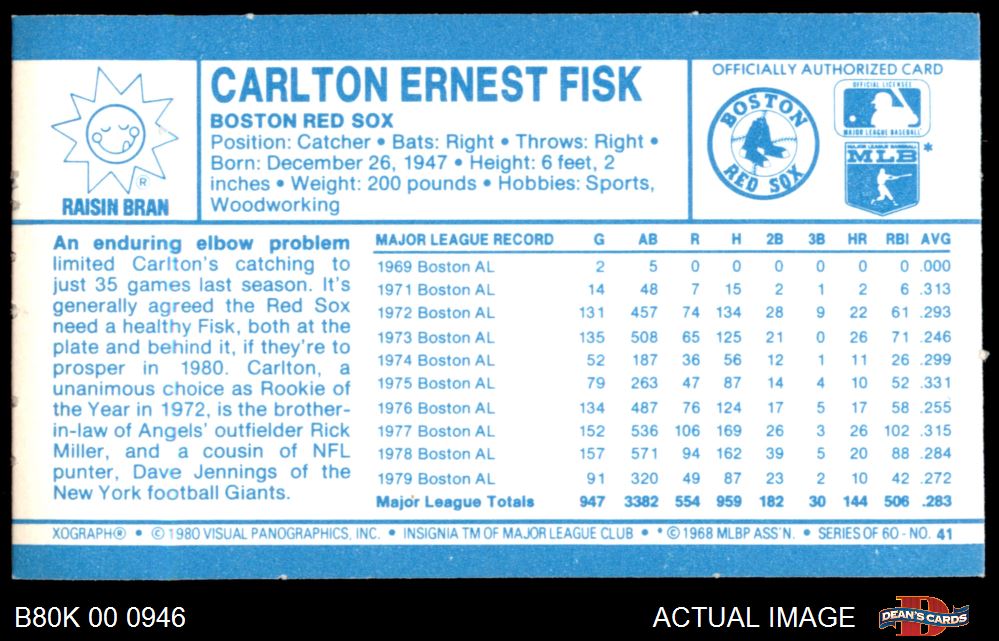 RAISIN BRAN
®
CARLTON ERNEST FISK
BOSTON RED SOX
Position: Catcher • Bats: Right • Throws: Right •
Born: December 26, 1947 • Height: 6 feet, 2
inches • Weight: 200 pounds • Hobbies: Sports,
Woodworking
OFFICIALLY AUTHORIZED CARD
BOSTON
RED SOX
OFFICIAL LICENSEE
MAJOR LEAGUE BASEBALL
MAJOR LEAGUE BASEBALL
MLB *
An enduring elbow problem
limited Carlton's catching to
just 35 games last season. It's
generally agreed the Red Sox
need a healthy Fisk, both at the
plate and behind it, if they're to
prosper in 1980. Carlton, a
unanimous choice as Rookie of
the Year in 1972, is the brother-
in-law of Angels' outfielder Rick
Miller, and a cousin of NFL
punter, Dave Jennings of the
New York football Giants.
MAJOR LEAGUE RECORD G AB R H 2B 3B HR RBI AVG
1969 Boston AL 2 5 0 0 0 0 0 0 .000
1971 Boston AL 14 48 7 15 2 1 2 6 .313
1972 Boston AL 131 457 74 134 28 9 22 61 .293
1973 Boston AL 135 508 65 125 21 0 26 71 .246
1974 Boston AL 52 187 36 56 12 1 11 26 .299
1975 Boston AL 79 263 47 87 14 4 10 52 .331
1976 Boston AL 134 487 76 124 17 5 17 58 .255
1977 Boston AL 152 536 106 169 26 3 26 102 .315
1978 Boston AL 157 571 94 162 39 5 20 88 .284
1979 Boston AL 91 320 49 87 23 2 10 42 .272
Major League Totals 947 3382 554 959 182 30 144 506 .283
XOGRAPH® • © 1980 VISUAL PANOGRAPHICS, INC. • INSIGNIA TM OF MAJOR LEAGUE CLUB • * © 1968 MLBP ASS'N. • SERIES OF 60 - NO. 41
B80K 00 0946
ACTUAL IMAGE
DEAN'S CARDS